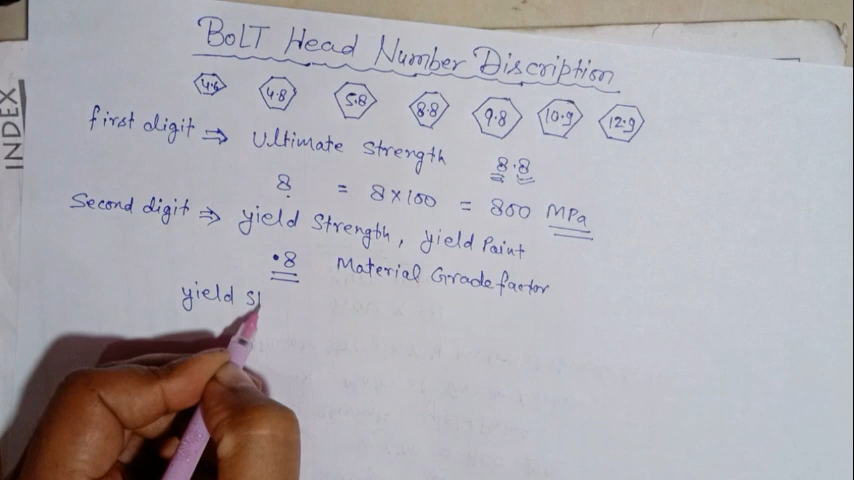 INDEX
BoLT Head Number Discription
4.6 4.8 5.8 8.8 9.8 10.9 12.9
first digit ⇒ Ultimate Strength 8.8
8 = 8×100 = 800 MPa
Second digit ⇒ yield Strength, yield Point
.8 Material Grade factor
yield St